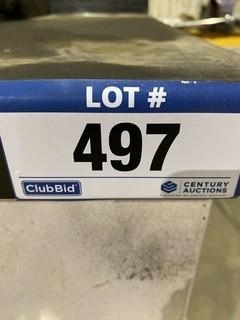 LOT #
497
ClubBid
CENTURY
AUCTIONS